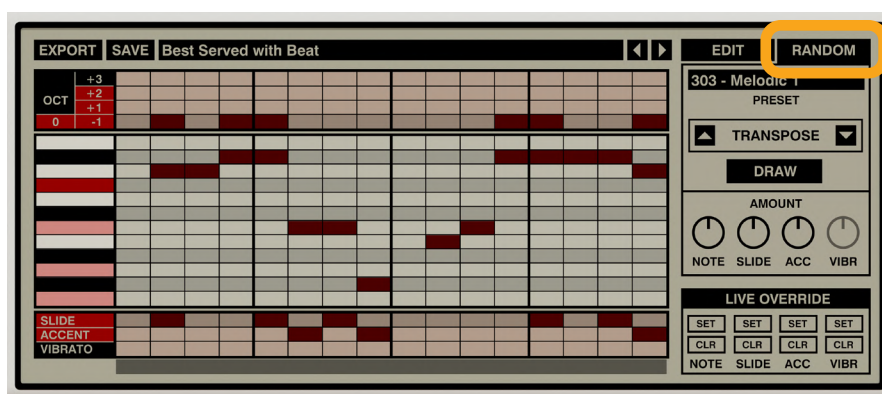 EXPORT SAVE Best Served with Beat EDIT RANDOM
+3
OCT +2
+1
0 -1
303 - Melodic 1
PRESET
TRANSPOSE
DRAW
AMOUNT
NOTE SLIDE ACC VIBR
LIVE OVERRIDE
SET SET SET SET
CLR CLR CLR CLR
NOTE SLIDE ACC VIBR
SLIDE
ACCENT
VIBRATO